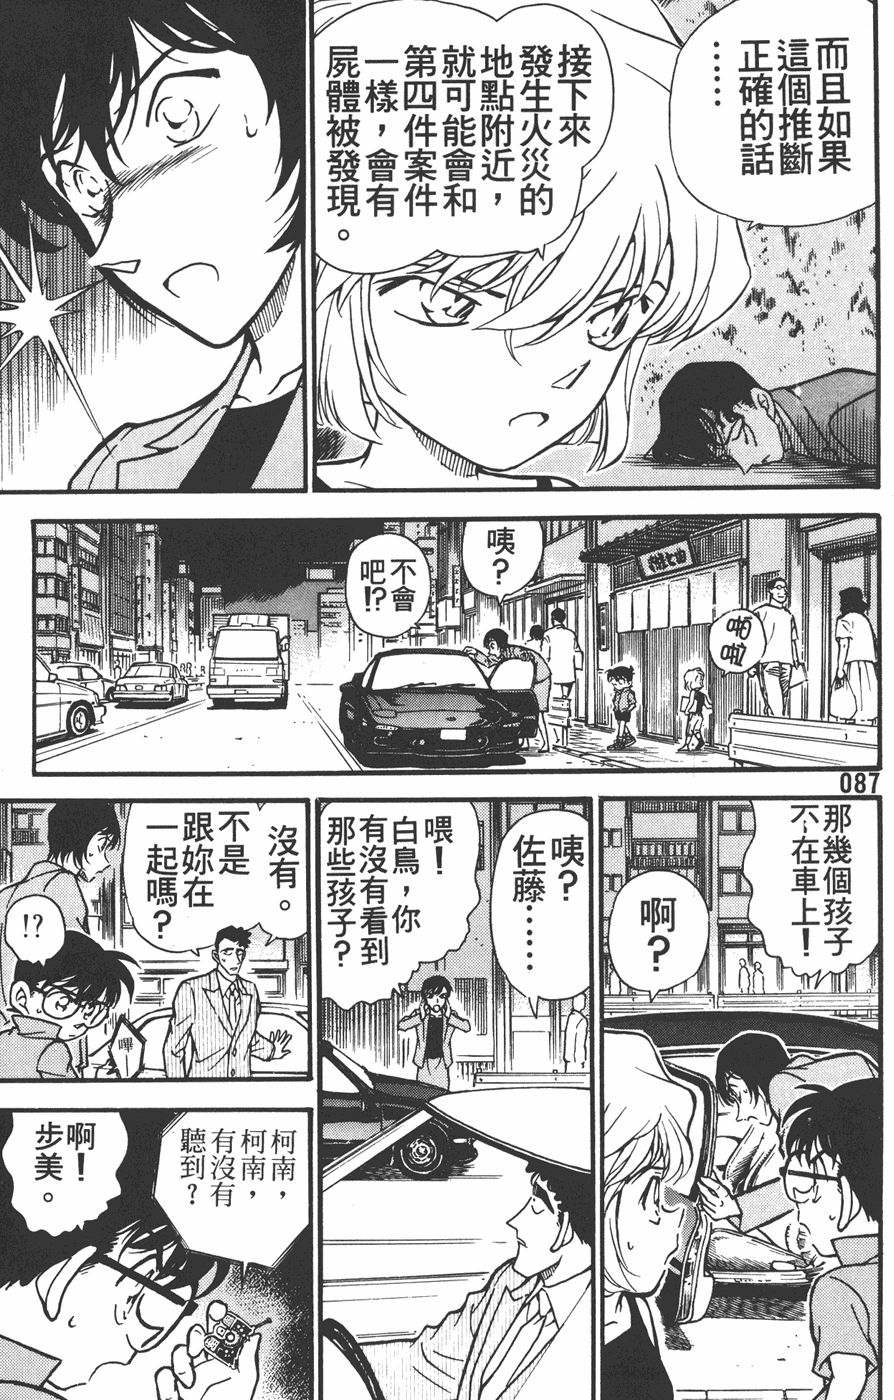 而且如果
這個推斷
正確的話
……
接下來
發生火災的
地點附近，
就可能會和
第四件案件
一樣，會有
屍體被發現。
咦？
不會
吧!?
啪
啦
087
那幾個孩子
不在車上！
啊？
咦？
佐藤……
喂！
白鳥，你
有沒有看到
那些孩子？
沒有。
不是
跟妳在
一起嗎？
!?
嗶
柯南，
柯南，
有沒有
聽到？
啊！
步美。